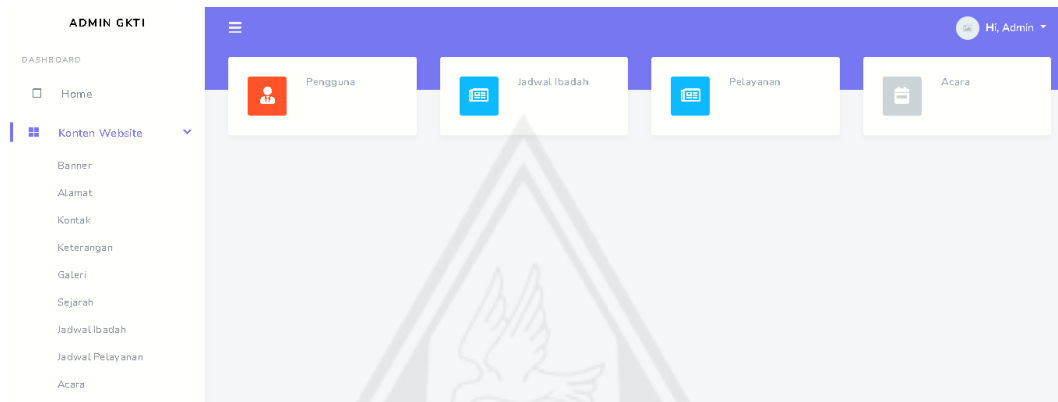 ADMIN GKTI
Hi, Admin
DASHBOARD
Home
Konten Website
Banner
Alamat
Kontak
Keterangan
Galeri
Sejarah
Jadwal Ibadah
Jadwal Pelayanan
Acara
Pengguna
Jadwal Ibadah
Pelayanan
Acara